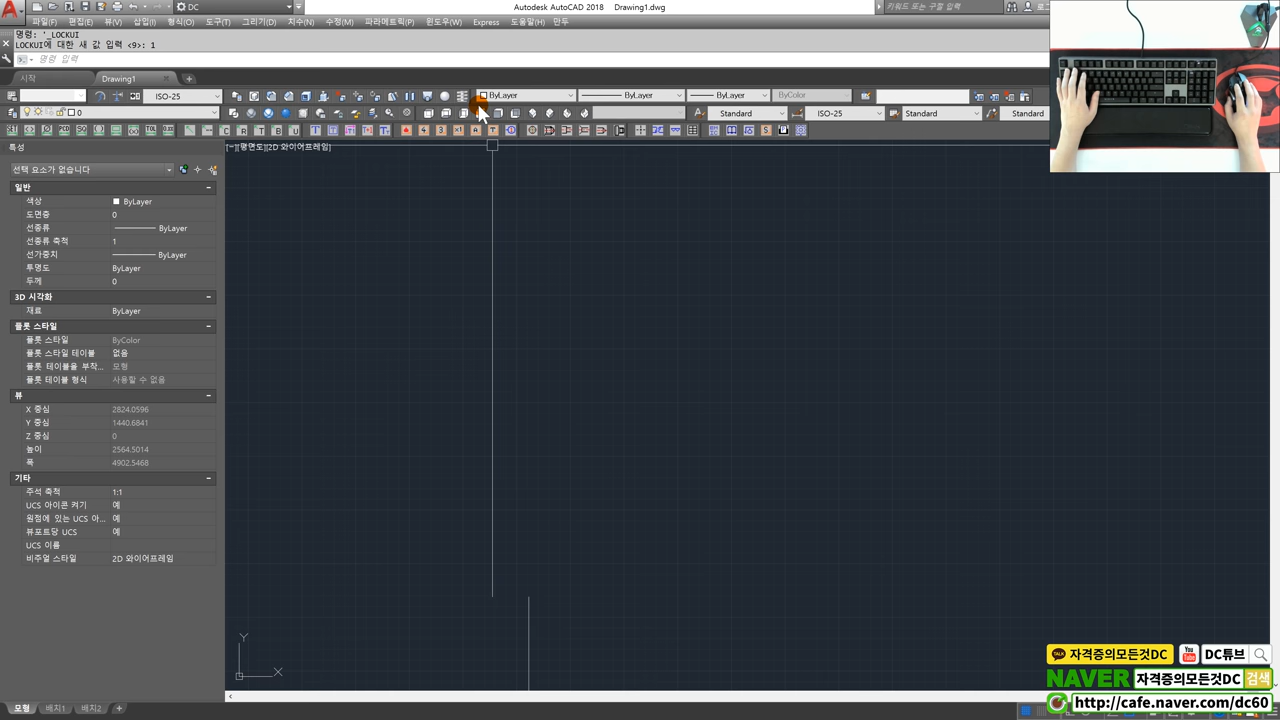 DC
Autodesk AutoCAD 2018 Drawing1.dwg
키워드 또는 구절 입력
파일(F) 편집(E) 뷰(V) 삽입(I) 형식(O) 도구(T) 그리기(D) 치수(N) 수정(M) 파라메트릭(P) 윈도우(W) Express 도움말(H) 만두
명령: '_LOCKUI
LOCKUI에 대한 새 값 입력 <9>: 1
명령 입력
시작 Drawing1
ISO-25 ByLayer ByLayer ByLayer ByColor
0 Standard ISO-25 Standard Standard
[-][평면도][2D 와이어프레임]
특성
선택 요소가 없습니다
일반
색상 ByLayer
도면층 0
선종류 ByLayer
선종류 축척 1
선가중치 ByLayer
투명도 ByLayer
두께 0
3D 시각화
재료 ByLayer
플롯 스타일
플롯 스타일 ByColor
플롯 스타일 테이블 없음
플롯 테이블을 부착... 모형
플롯 테이블 형식 사용할 수 없음
뷰
X 중심 2824.0596
Y 중심 1440.6841
Z 중심 0
높이 2564.5014
폭 4902.5468
기타
주석 축척 1:1
UCS 아이콘 켜기 예
원점에 있는 UCS 아... 예
뷰포트당 UCS 예
UCS 이름
비주얼 스타일 2D 와이어프레임
Y
X
모형 배치1 배치2
TALK 자격증의모든것DC You Tube DC튜브
NAVER 자격증의모든것DC 검색
http://cafe.naver.com/dc60